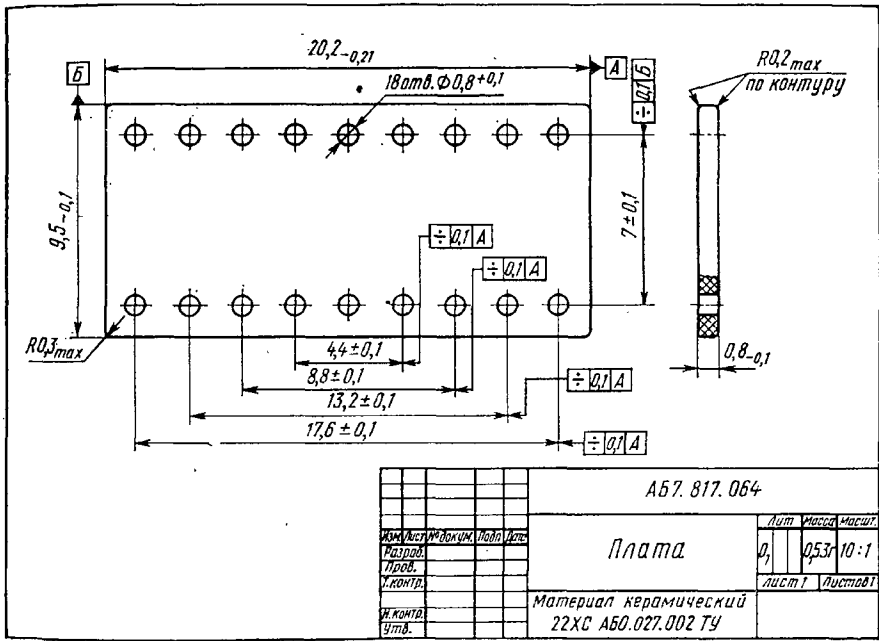 20,2₋₀,₂₁
Б
А
18 отв. Ф0,8⁺⁰,¹
R0,2max
по контуру
÷ 0,1 Б
9,5₋₀,₁
7±0,1
÷ 0,1 А
÷ 0,1 А
R0,3max
4,4±0,1
0,8₋₀,₁
8,8±0,1
÷ 0,1 А
13,2±0,1
17,6±0,1
÷ 0,1 А
АБ7. 817. 064
Лит Масса Масшт.
Изм Лист №докум. Подп Дата
Плата
0,53г 10:1
Разраб.
Пров.
Т.контр.
Лист 1 Листов 1
Материал керамический
22ХС АБ0.027.002 ТУ
Н.контр.
Утв.